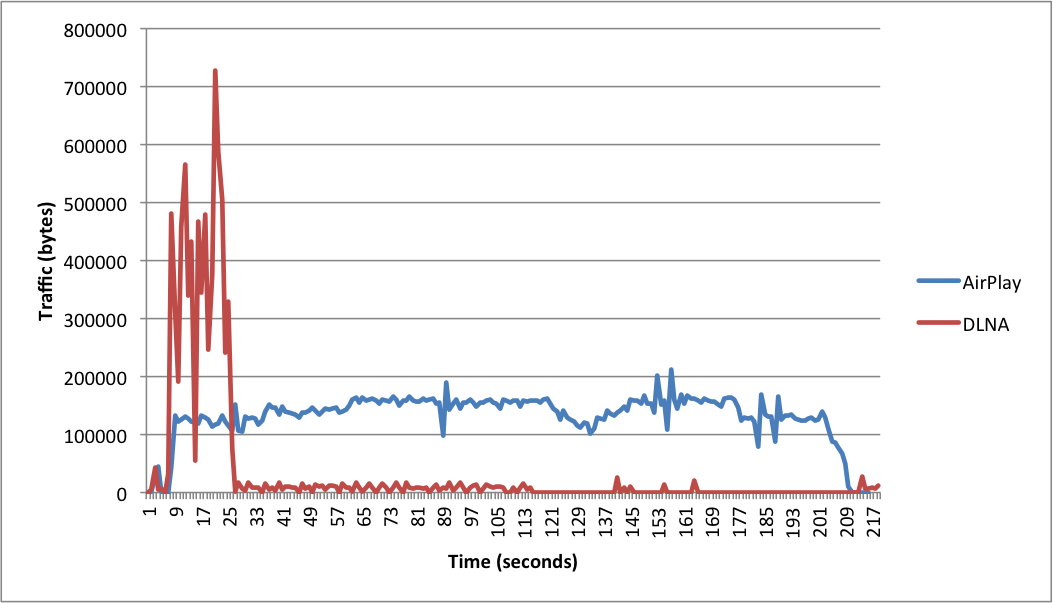 800000
700000
600000
500000
400000
300000
200000
100000
0
Traffic (bytes)
1 9 17 25 33 41 49 57 65 73 81 89 97 105 113 121 129 137 145 153 161 169 177 185 193 201 209 217
Time (seconds)
AirPlay
DLNA